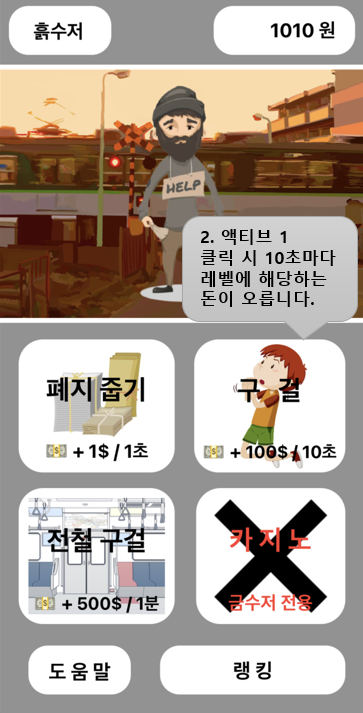 흙수저
1010 원
HELP
2. 액티브 1
클릭 시 10초마다
레벨에 해당하는
돈이 오릅니다.
폐지 줍기
+ 1$ / 1초
구 걸
+ 100$ / 10초
전철 구걸
+ 500$ / 1분
카 지 노
금수저 전용
도 움 말
랭 킹